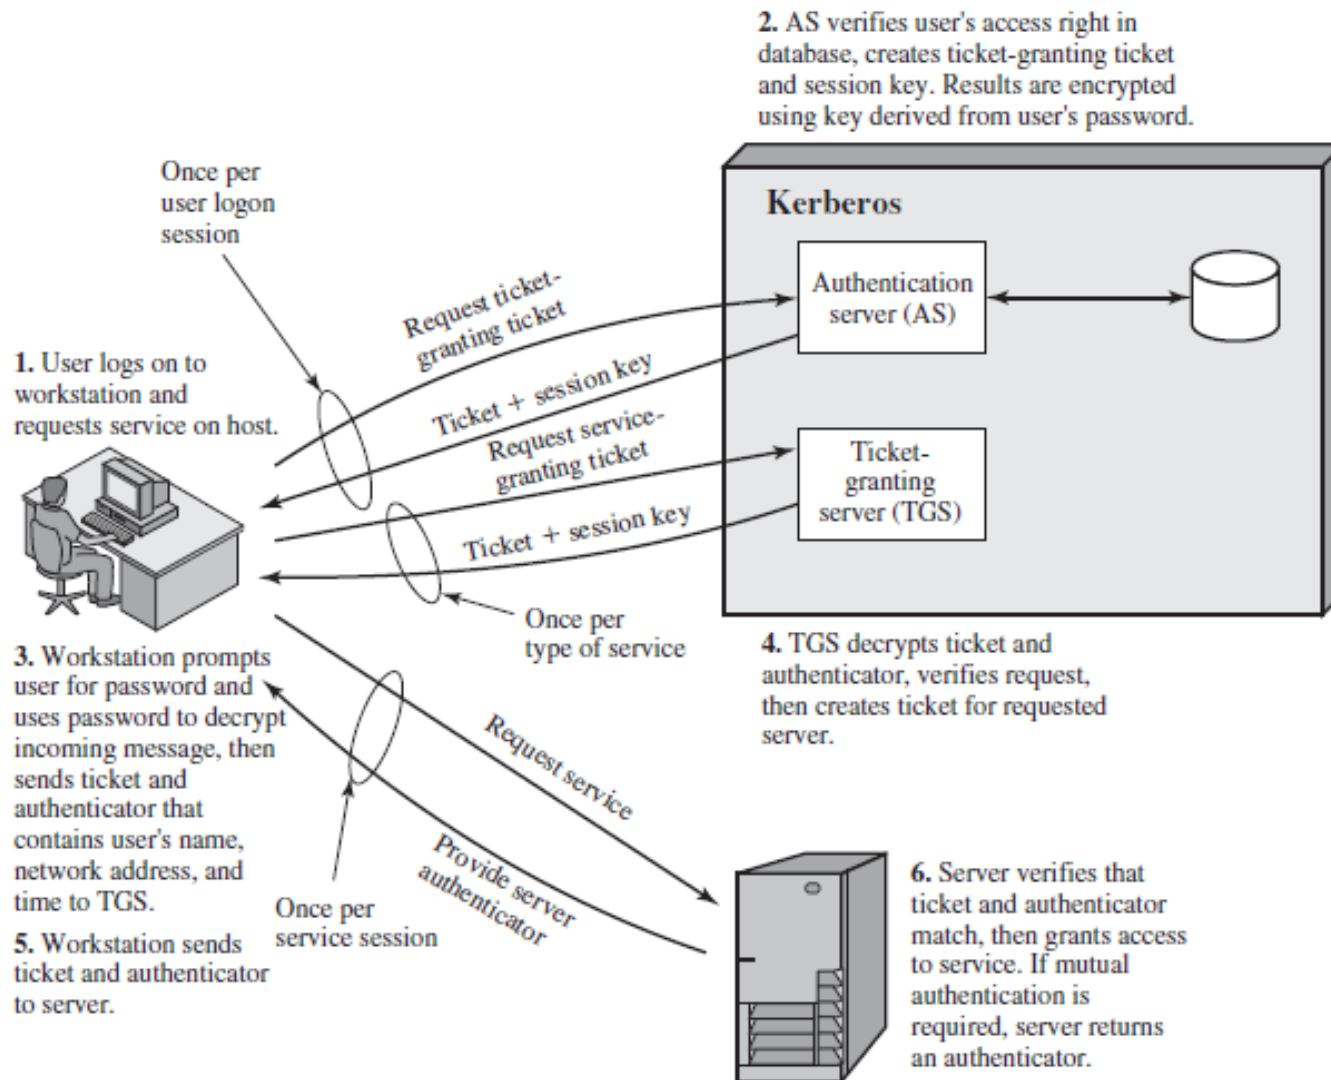 2. AS verifies user's access right in
database, creates ticket-granting ticket
and session key. Results are encrypted
using key derived from user's password.
Once per
user logon
session
Kerberos
Authentication
server (AS)
Request ticket-
granting ticket
1. User logs on to
workstation and
requests service on host.
Ticket + session key
Request service-
granting ticket
Ticket-
granting
server (TGS)
Ticket + session key
Once per
type of service
3. Workstation prompts
user for password and
uses password to decrypt
incoming message, then
sends ticket and
authenticator that
contains user's name,
network address, and
time to TGS.
4. TGS decrypts ticket and
authenticator, verifies request,
then creates ticket for requested
server.
Request service
Provide server
authenticator
Once per
service session
5. Workstation sends
ticket and authenticator
to server.
6. Server verifies that
ticket and authenticator
match, then grants access
to service. If mutual
authentication is
required, server returns
an authenticator.